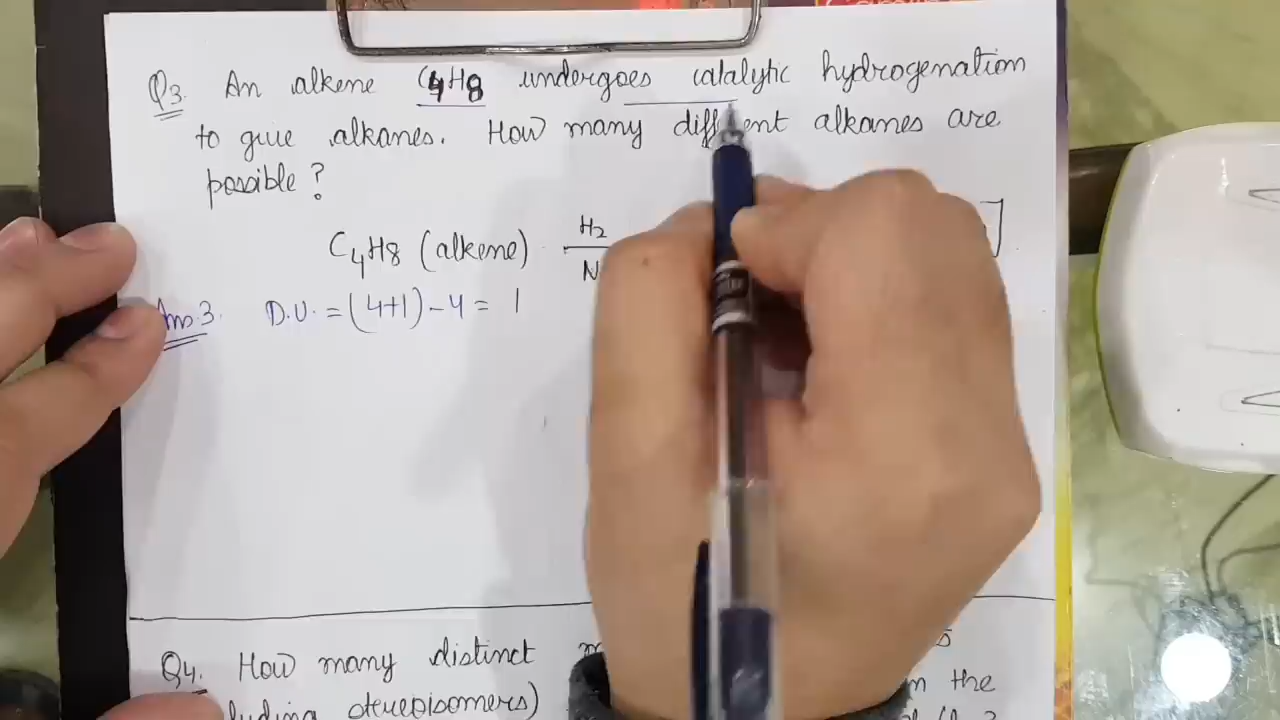 Q3. An alkene C4H8 undergoes catalytic hydrogenation
to give alkanes. How many different alkanes are
possible?
C4H8 (alkene) H2
N ]
Ans.3. D.U. = (4+1) - 4 = 1
Q4. How many distinct
n the
stereoisomers)